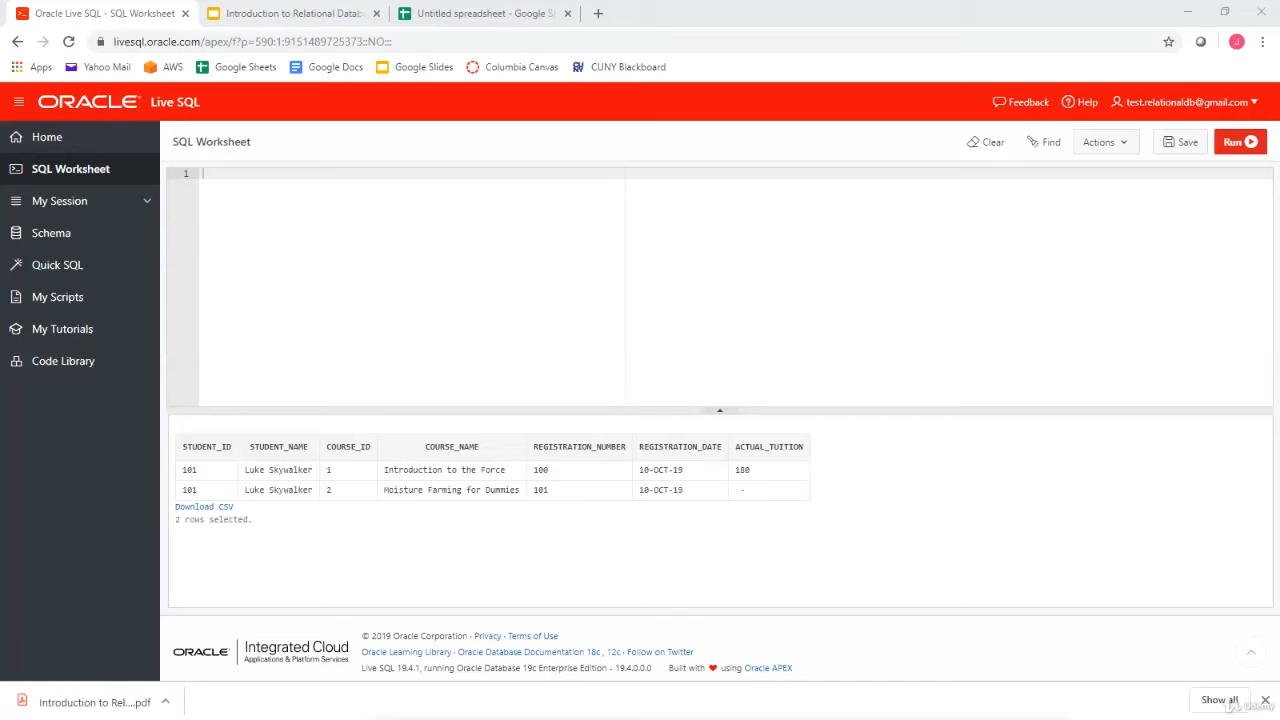 Oracle Live SQL - SQL Worksheet
Introduction to Relational Datab
Untitled spreadsheet - Google S
livesql.oracle.com/apex/f?p=590:1:9151489725373::NO:::
J
Apps
Yahoo Mail
AWS
Google Sheets
Google Docs
Google Slides
Columbia Canvas
CUNY Blackboard
ORACLE Live SQL
Feedback
Help
test.relationaldb@gmail.com
Home
SQL Worksheet
My Session
Schema
Quick SQL
My Scripts
My Tutorials
Code Library
SQL Worksheet
Clear
Find
Actions
Save
Run
1
STUDENT_ID STUDENT_NAME COURSE_ID COURSE_NAME REGISTRATION_NUMBER REGISTRATION_DATE ACTUAL_TUITION
101 Luke Skywalker 1 Introduction to the Force 100 10-OCT-19 180
101 Luke Skywalker 2 Moisture Farming for Dummies 101 10-OCT-19 -
Download CSV
2 rows selected.
ORACLE
Integrated Cloud
Applications & Platform Services
© 2019 Oracle Corporation · Privacy · Terms of Use
Oracle Learning Library · Oracle Database Documentation 18c , 12c · Follow on Twitter
Live SQL 19.4.1, running Oracle Database 19c Enterprise Edition - 19.4.0.0.0 Built with ♥ using Oracle APEX
Introduction to Rel....pdf
Show all
Udemy